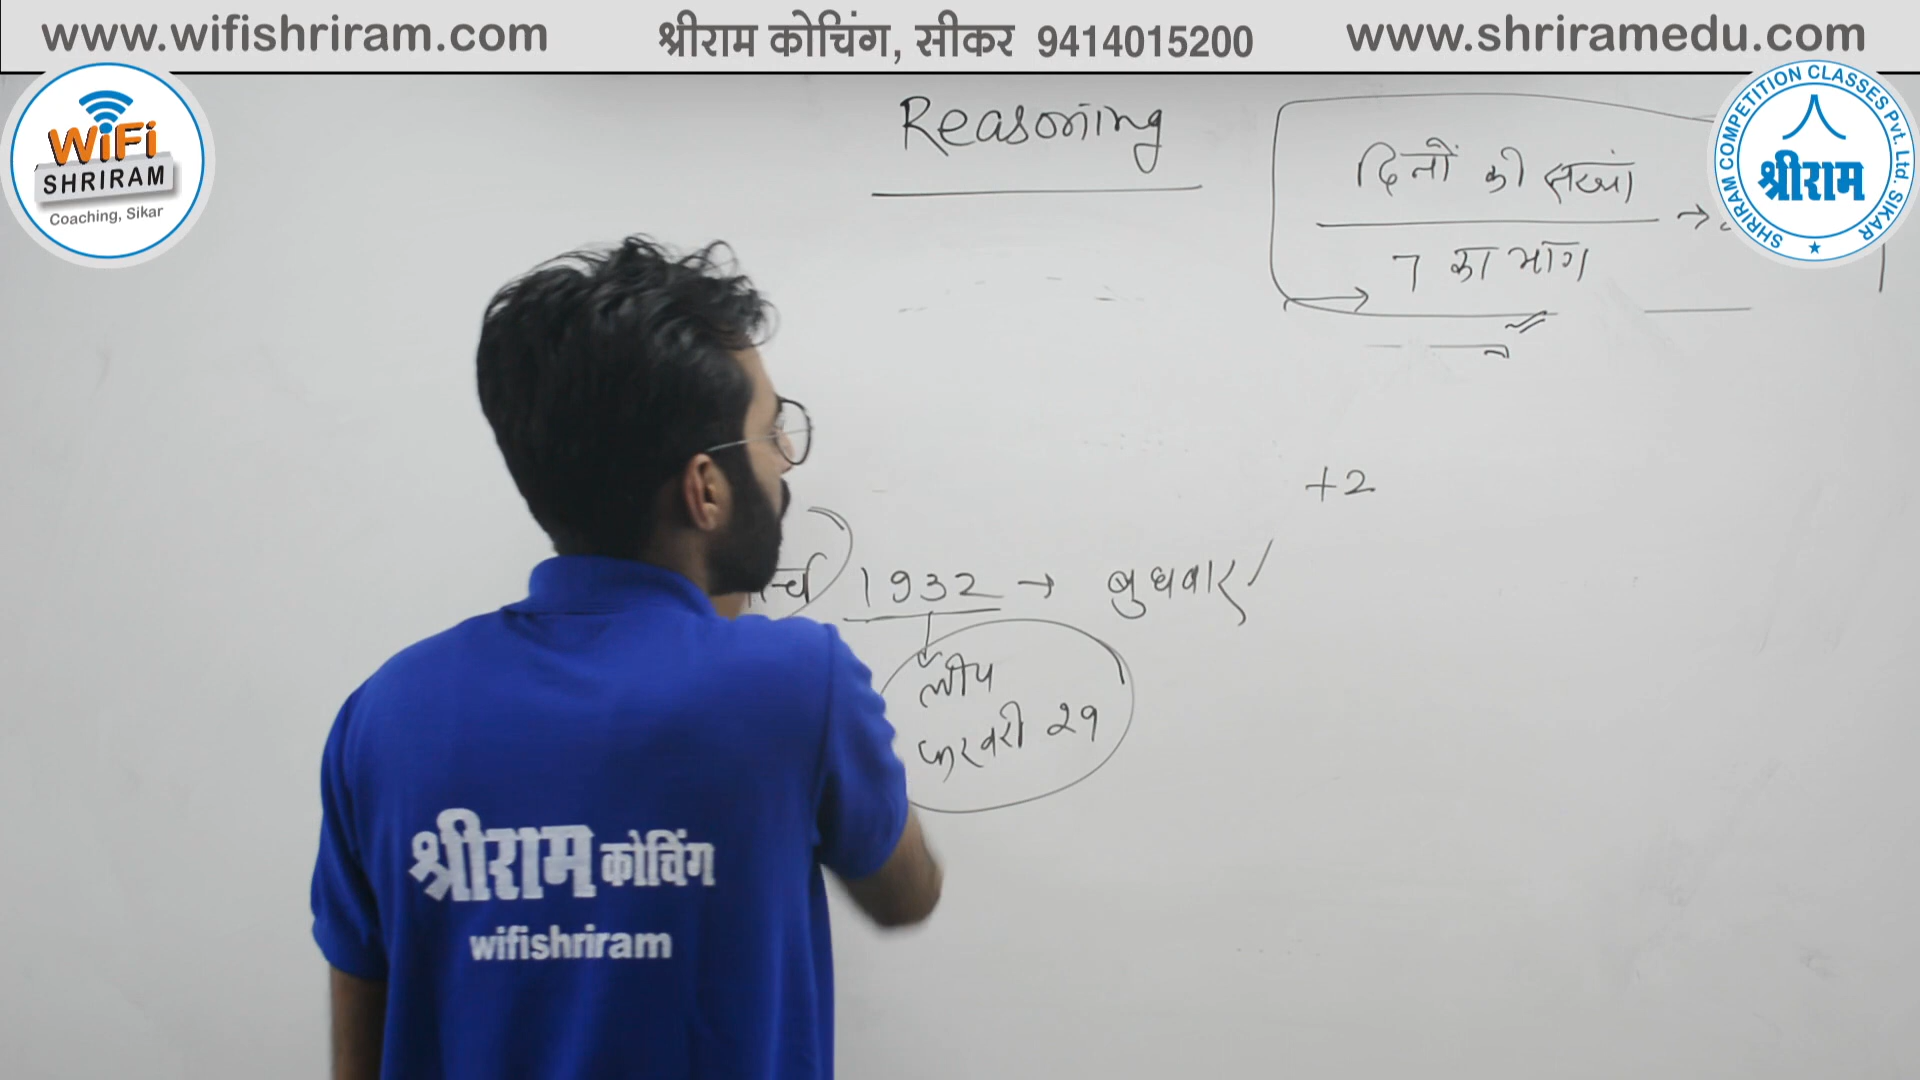 www.wifishriram.com
श्रीराम कोचिंग, सीकर 9414015200
www.shriramedu.com
WiFi
SHRIRAM
Coaching, Sikar
SHRIRAM COMPETITION CLASSES Pvt. Ltd. SIKAR
श्रीराम
Reasoning
दिनों की संख्या
7 का भाग
+2
1932 → बुधवार
लीप
फरवरी 29
श्रीराम कोचिंग
wifishriram